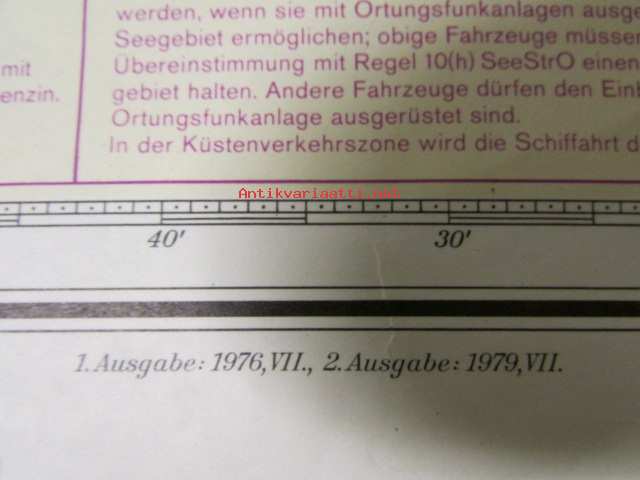 werden, wenn sie mit Ortungsfunkanlagen ausge
Seegebiet ermöglichen; obige Fahrzeuge müssen
mit
Übereinstimmung mit Regel 10(h) SeeStrO einen
enzin.
gebiet halten. Andere Fahrzeuge dürfen den Einb
Ortungsfunkanlage ausgerüstet sind.
In der Küstenverkehrszone wird die Schiffahrt d
Antikvariaatti.net
40' 30'
1. Ausgabe: 1976, VII., 2. Ausgabe: 1979, VII.